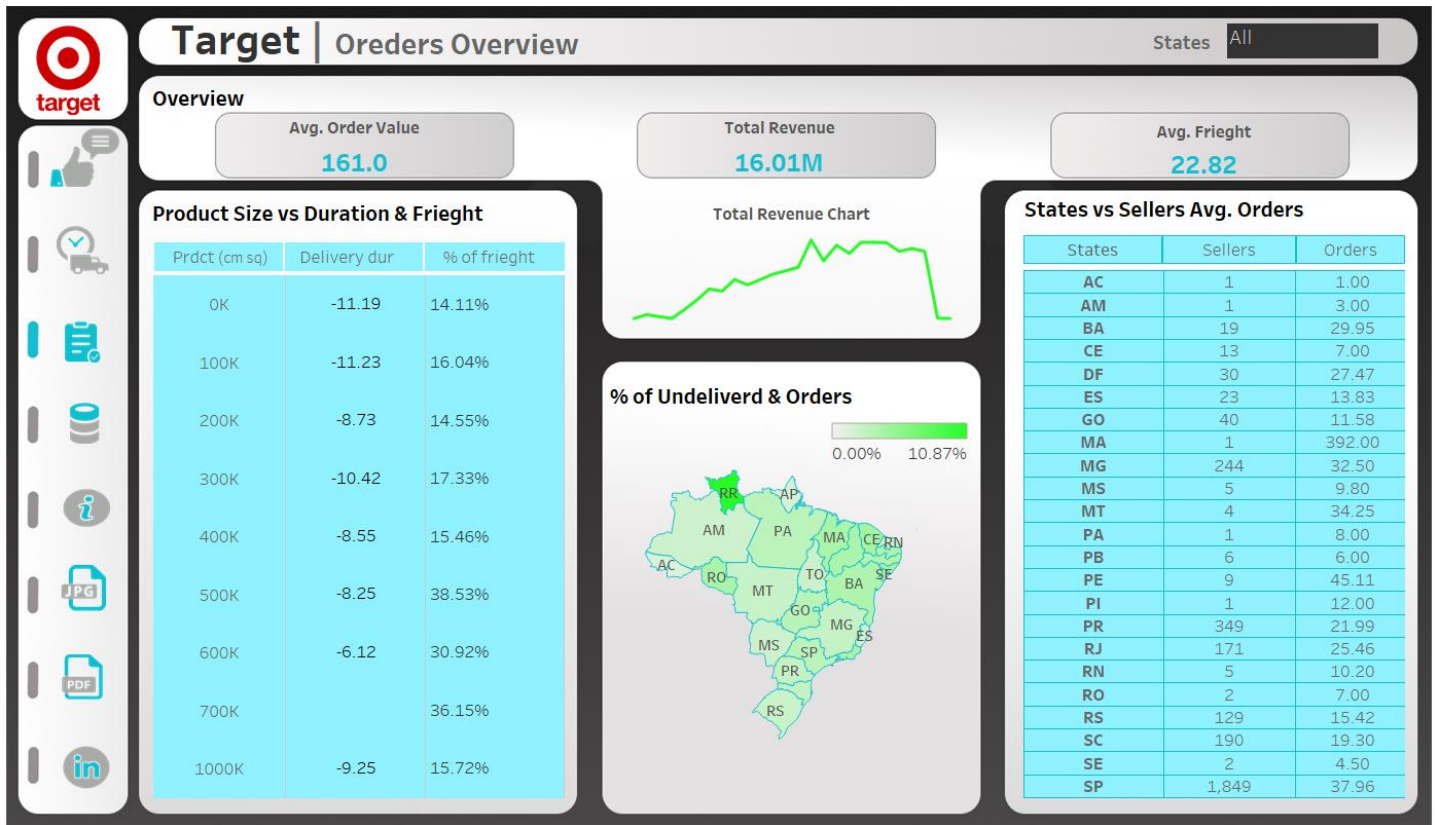 target
Target | Oreders Overview
States All
Overview
Avg. Order Value
161.0
Total Revenue
16.01M
Avg. Frieght
22.82
Product Size vs Duration & Frieght
Prdct (cm sq) Delivery dur % of frieght
0K -11.19 14.11%
100K -11.23 16.04%
200K -8.73 14.55%
300K -10.42 17.33%
400K -8.55 15.46%
500K -8.25 38.53%
600K -6.12 30.92%
700K 36.15%
1000K -9.25 15.72%
Total Revenue Chart
% of Undeliverd & Orders
0.00% 10.87%
RR AP
AM PA MA CE RN
AC RO TO BA SE
MT
GO
MG ES
MS SP
PR
RS
States vs Sellers Avg. Orders
States Sellers Orders
AC 1 1.00
AM 1 3.00
BA 19 29.95
CE 13 7.00
DF 30 27.47
ES 23 13.83
GO 40 11.58
MA 1 392.00
MG 244 32.50
MS 5 9.80
MT 4 34.25
PA 1 8.00
PB 6 6.00
PE 9 45.11
PI 1 12.00
PR 349 21.99
RJ 171 25.46
RN 5 10.20
RO 2 7.00
RS 129 15.42
SC 190 19.30
SE 2 4.50
SP 1,849 37.96
i
JPG
PDF
in